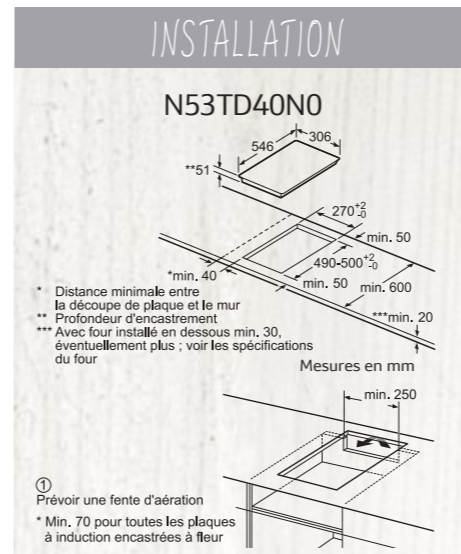 INSTALLATION
N53TD40N0
546
306
**51
270+2-0
min. 50
490-500+2-0
*min. 40
min. 50
min. 600
***min. 20
* Distance minimale entre
la découpe de plaque et le mur
** Profondeur d'encastrement
*** Avec four installé en dessous min. 30,
éventuellement plus ; voir les spécifications
du four
Mesures en mm
min. 250
①
Prévoir une fente d'aération
* Min. 70 pour toutes les plaques
à induction encastrées à fleur